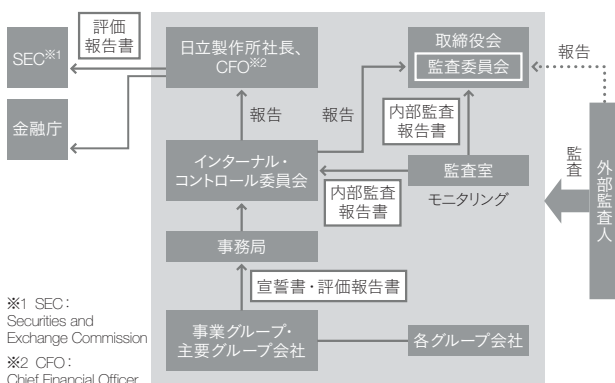 SEC※1
金融庁
評価
報告書
日立製作所社長、
CFO※2
取締役会
監査委員会
報告
報告
報告
内部監査
報告書
インターナル・
コントロール委員会
監査室
モニタリング
内部監査
報告書
監査
外部監査人
事務局
宣誓書・評価報告書
事業グループ・
主要グループ会社
各グループ会社
※1 SEC：
Securities and
Exchange Commission
※2 CFO：
Chief Financial Officer